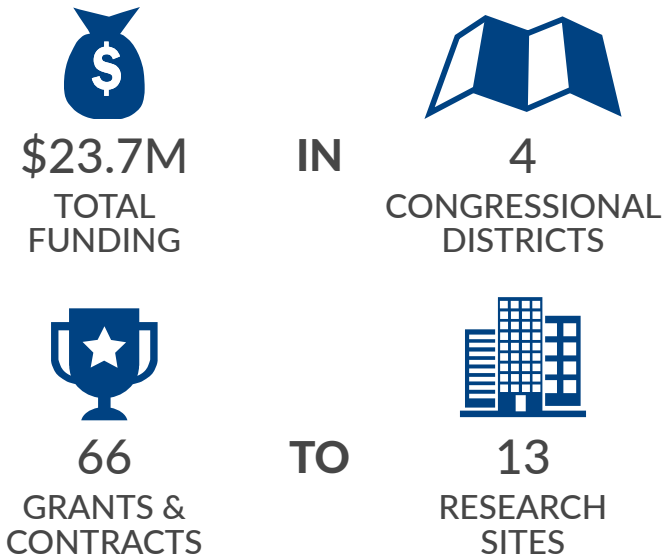 $
$23.7M IN 4
TOTAL CONGRESSIONAL
FUNDING DISTRICTS
66 TO 13
GRANTS & RESEARCH
CONTRACTS SITES